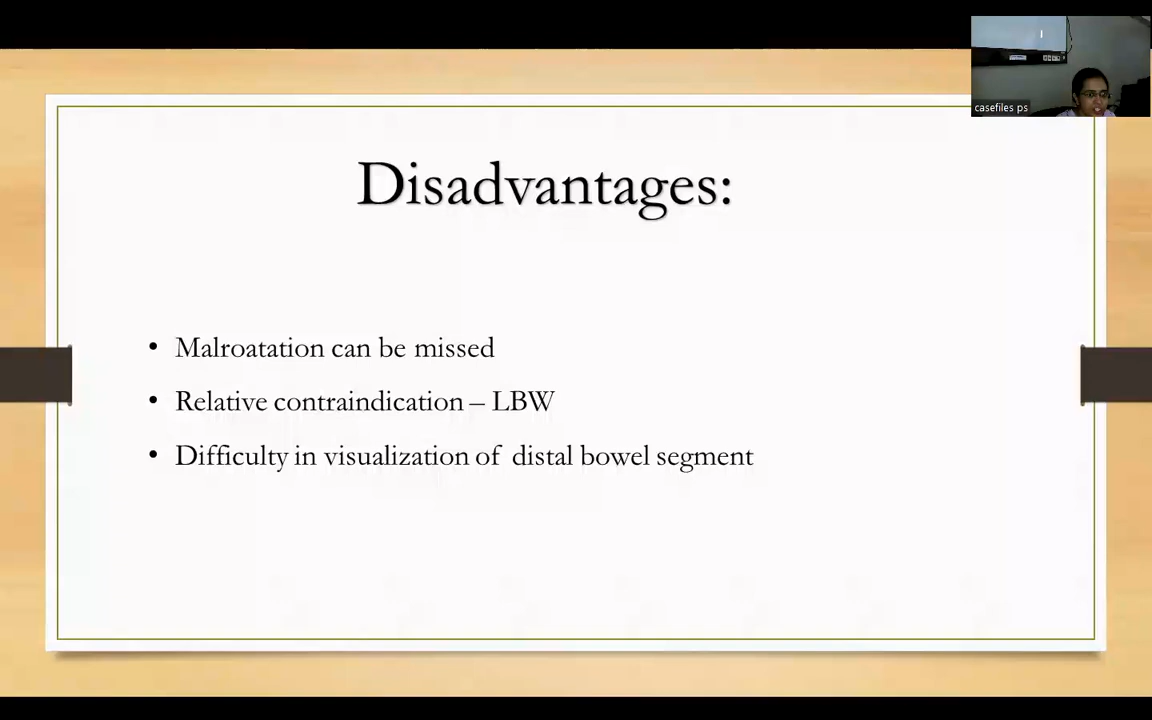 casefiles ps
Disadvantages:
• Malroatation can be missed
• Relative contraindication – LBW
• Difficulty in visualization of distal bowel segment